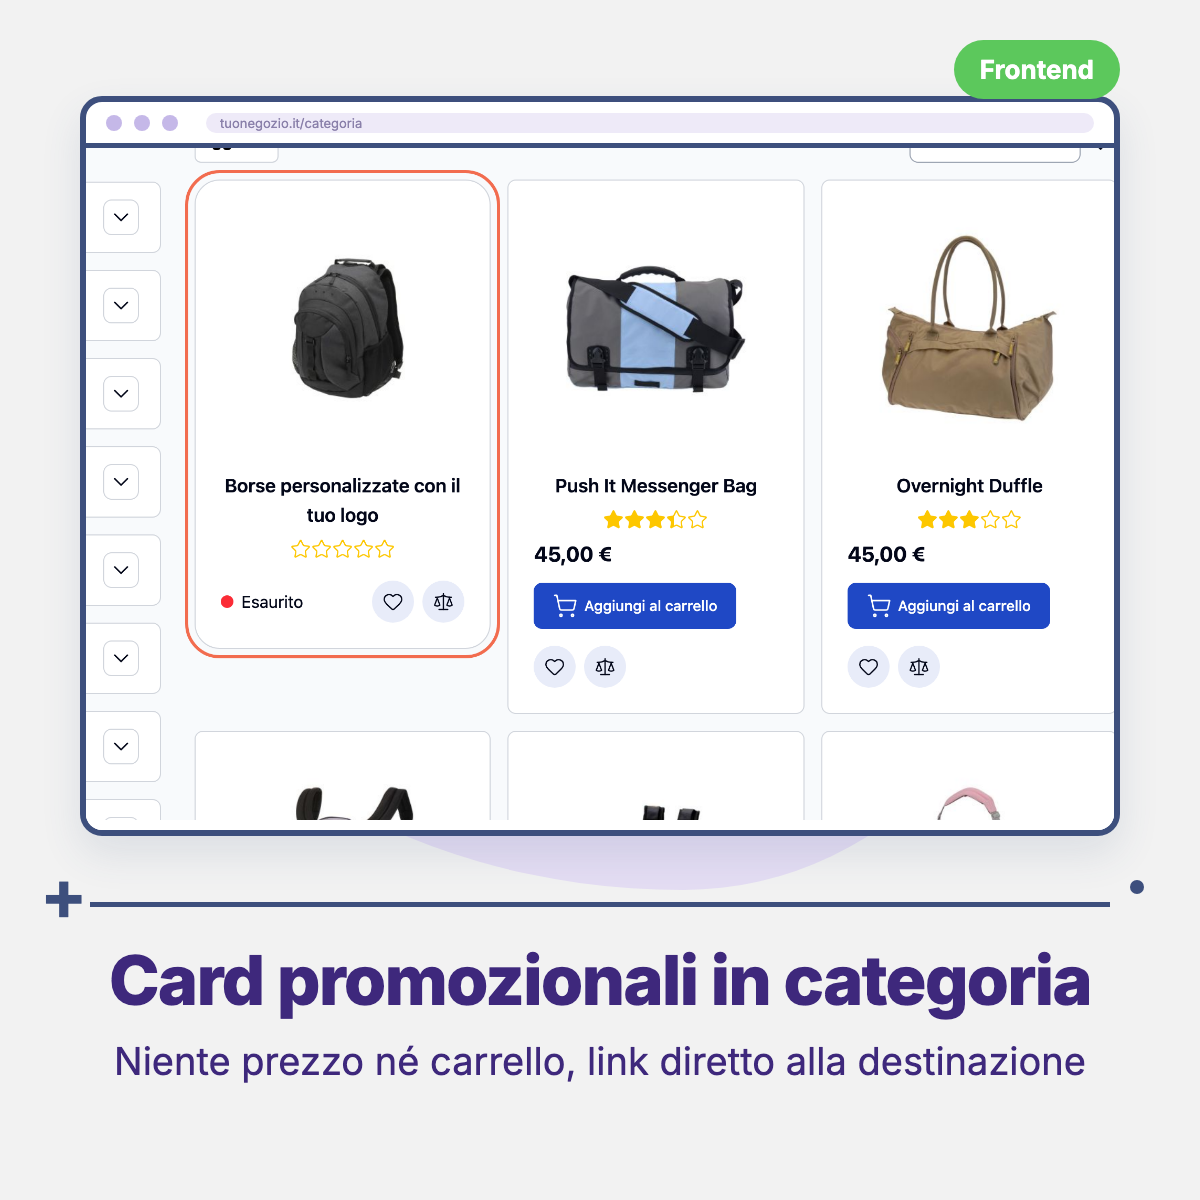 Frontend
tuonegozio.it/categoria
Borse personalizzate con il
tuo logo
Esaurito
Push It Messenger Bag
45,00 €
Aggiungi al carrello
Overnight Duffle
45,00 €
Aggiungi al carrello
Card promozionali in categoria
Niente prezzo né carrello, link diretto alla destinazione